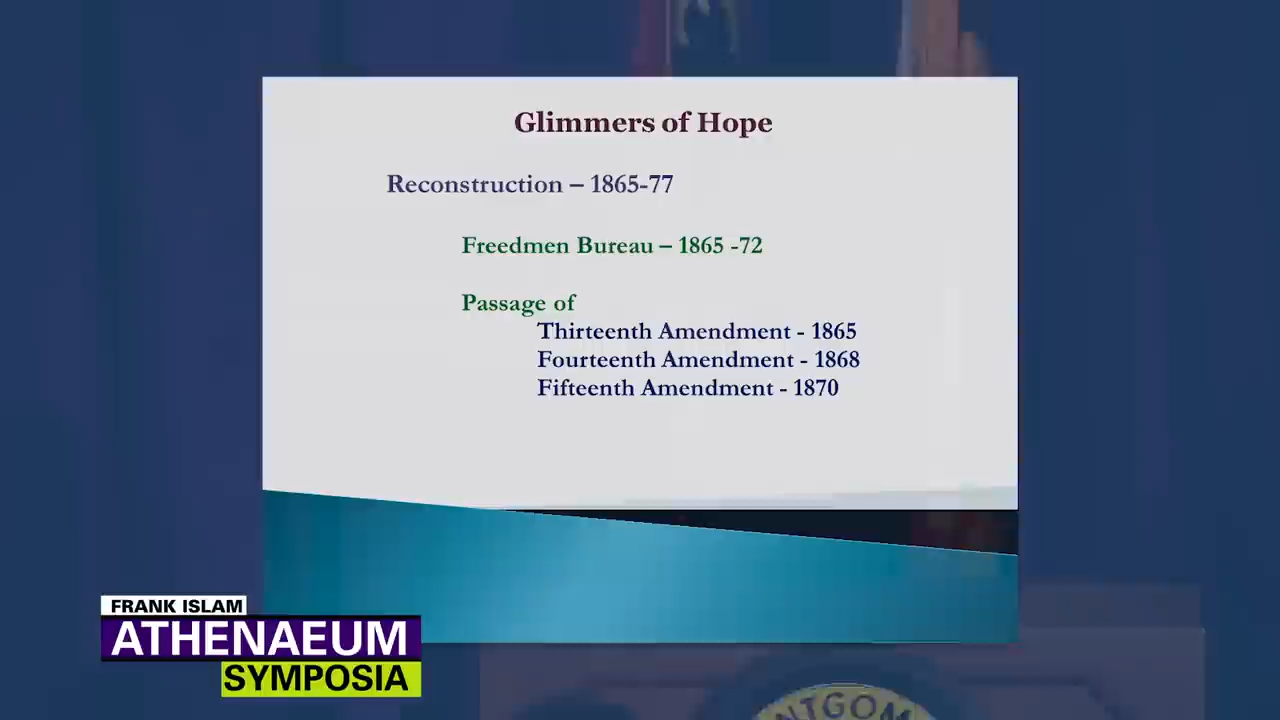 Glimmers of Hope
Reconstruction – 1865-77
Freedmen Bureau – 1865 -72
Passage of
Thirteenth Amendment - 1865
Fourteenth Amendment - 1868
Fifteenth Amendment - 1870
FRANK ISLAM
ATHENAEUM
SYMPOSIA